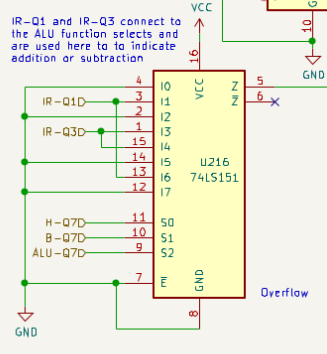 IR-Q1 and IR-Q3 connect to
the ALU function selects and
are used here to to indicate
addition or subtraction
VCC
10
GND
16
VCC
4 I0
IR-Q1 3 I1
2 I2
IR-Q3 1 I3
15 I4
14 I5
13 I6
12 I7
Z 5
Z 6
U216
74LS151
H-Q7 11 S0
B-Q7 10 S1
ALU-Q7 9 S2
7 E
GND
8
Overflow
GND